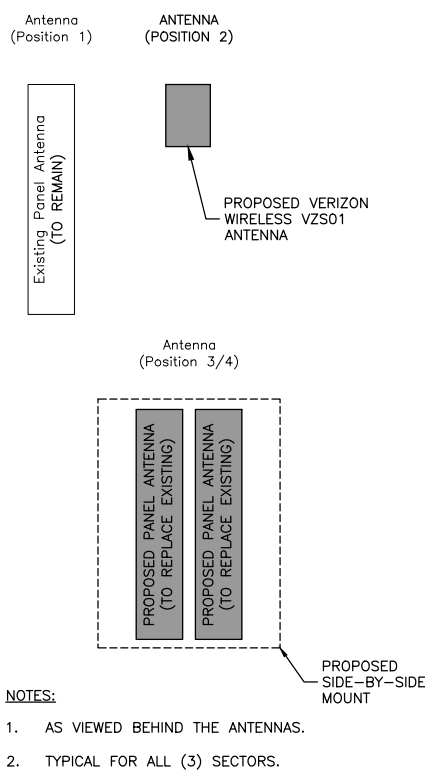 Antenna
(Position 1)
ANTENNA
(POSITION 2)
Existing Panel Antenna
(TO REMAIN)
PROPOSED VERIZON
WIRELESS VZS01
ANTENNA
Antenna
(Position 3/4)
PROPOSED PANEL ANTENNA
(TO REPLACE EXISTING)
PROPOSED PANEL ANTENNA
(TO REPLACE EXISTING)
PROPOSED
SIDE-BY-SIDE
MOUNT
NOTES:
1. AS VIEWED BEHIND THE ANTENNAS.
2. TYPICAL FOR ALL (3) SECTORS.